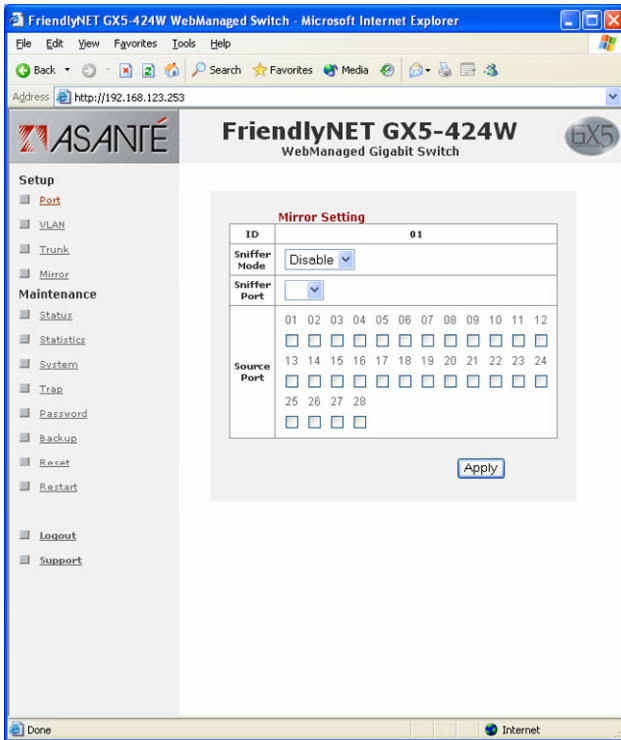 FriendlyNET GX5-424W WebManaged Switch - Microsoft Internet Explorer
File Edit View Favorites Tools Help
Back Search Favorites Media
Address http://192.168.123.253
ASANTÉ
FriendlyNET GX5-424W
WebManaged Gigabit Switch
GX5
Setup
Port
VLAN
Trunk
Mirror
Maintenance
Status
Statistics
System
Trap
Password
Backup
Reset
Restart
Logout
Support
Mirror Setting
ID 01
Sniffer Mode Disable
Sniffer Port
Source Port
01 02 03 04 05 06 07 08 09 10 11 12
13 14 15 16 17 18 19 20 21 22 23 24
25 26 27 28
Apply
Done Internet